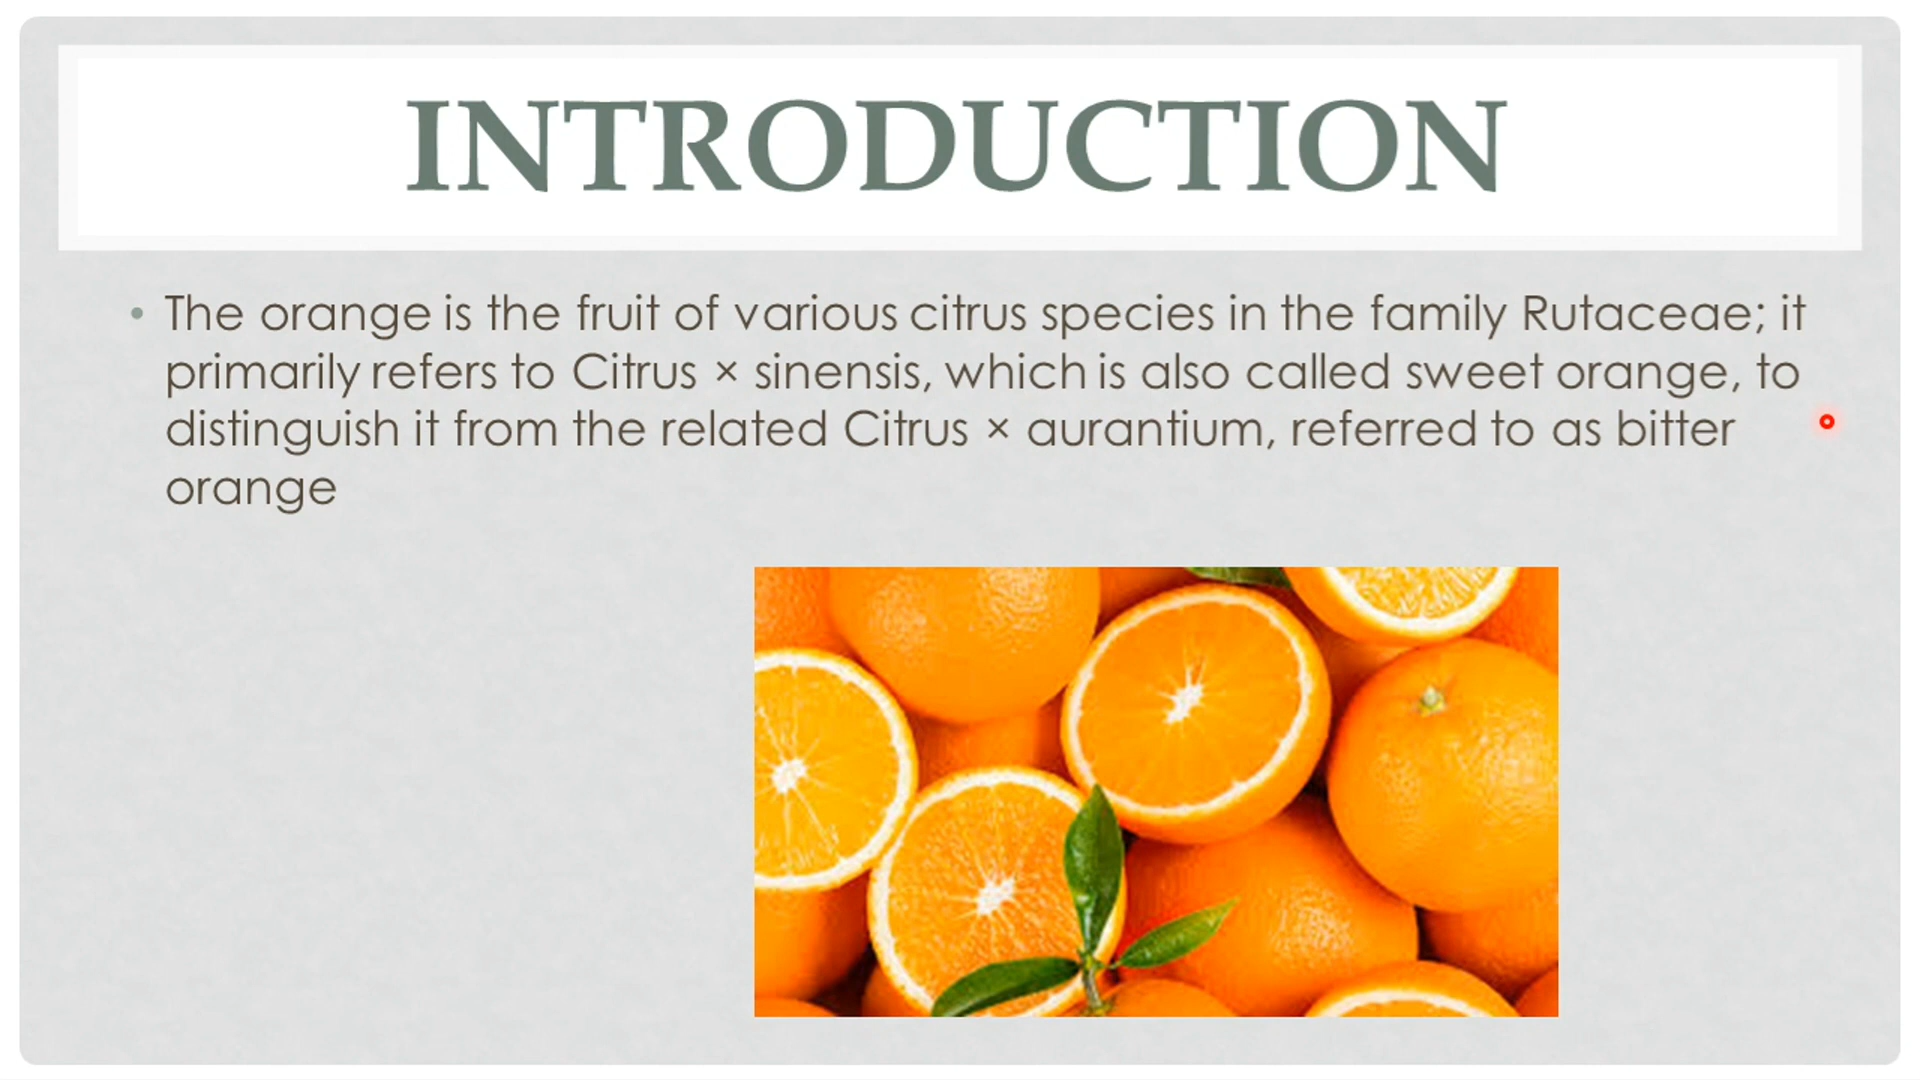 INTRODUCTION
• The orange is the fruit of various citrus species in the family Rutaceae; it
primarily refers to Citrus × sinensis, which is also called sweet orange, to
distinguish it from the related Citrus × aurantium, referred to as bitter
orange